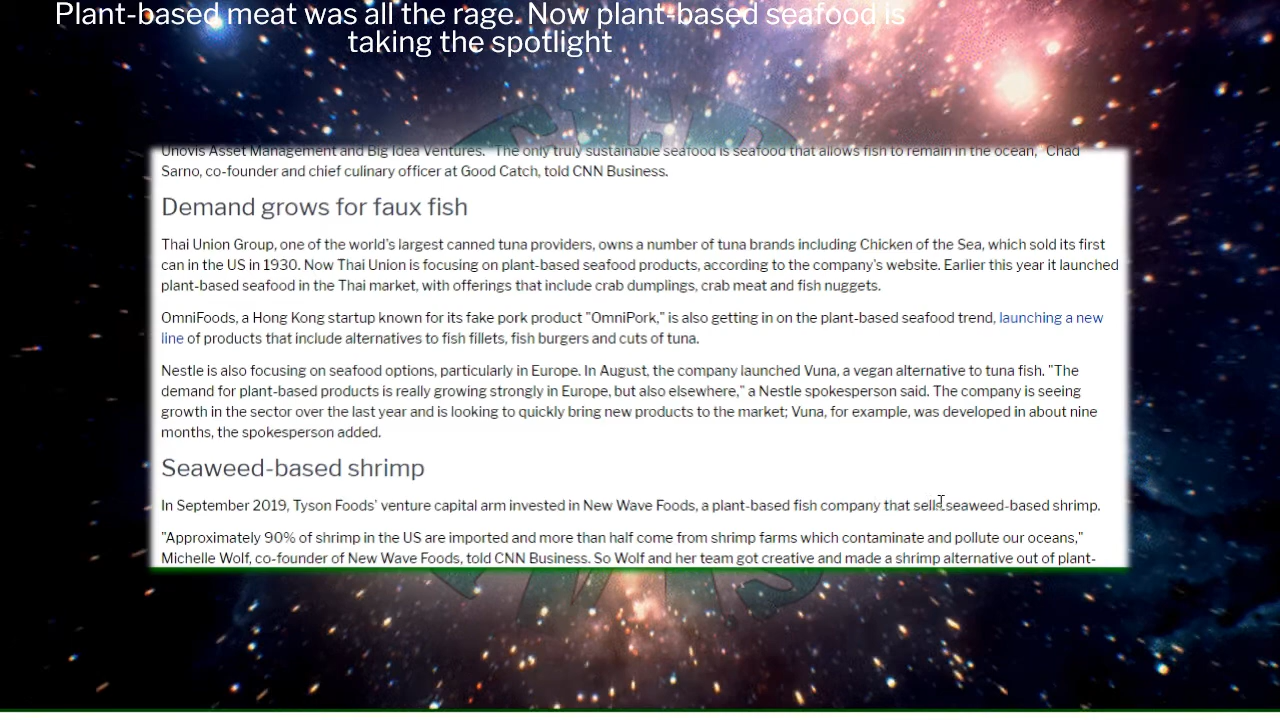 Plant-based meat was all the rage. Now plant-based seafood is
taking the spotlight
Unovis Asset Management and Big Idea Ventures. "The only truly sustainable seafood is seafood that allows fish to remain in the ocean," Chad
Sarno, co-founder and chief culinary officer at Good Catch, told CNN Business.
Demand grows for faux fish
Thai Union Group, one of the world's largest canned tuna providers, owns a number of tuna brands including Chicken of the Sea, which sold its first
can in the US in 1930. Now Thai Union is focusing on plant-based seafood products, according to the company's website. Earlier this year it launched
plant-based seafood in the Thai market, with offerings that include crab dumplings, crab meat and fish nuggets.
OmniFoods, a Hong Kong startup known for its fake pork product "OmniPork," is also getting in on the plant-based seafood trend, launching a new
line of products that include alternatives to fish fillets, fish burgers and cuts of tuna.
Nestle is also focusing on seafood options, particularly in Europe. In August, the company launched Vuna, a vegan alternative to tuna fish. "The
demand for plant-based products is really growing strongly in Europe, but also elsewhere," a Nestle spokesperson said. The company is seeing
growth in the sector over the last year and is looking to quickly bring new products to the market; Vuna, for example, was developed in about nine
months, the spokesperson added.
Seaweed-based shrimp
In September 2019, Tyson Foods' venture capital arm invested in New Wave Foods, a plant-based fish company that sells seaweed-based shrimp.
"Approximately 90% of shrimp in the US are imported and more than half come from shrimp farms which contaminate and pollute our oceans,"
Michelle Wolf, co-founder of New Wave Foods, told CNN Business. So Wolf and her team got creative and made a shrimp alternative out of plant-